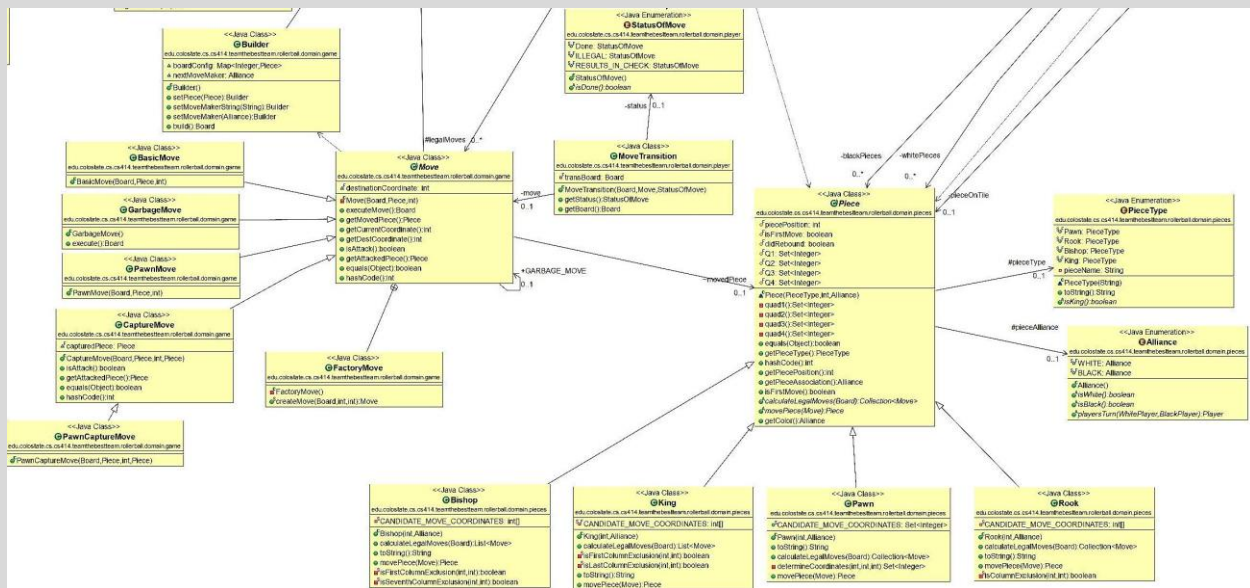 <<Java Class>>
Builder
edu.colostate.cs.cs414.teamthebestteam.rollerball.domain.game
boardConfig: Map<Integer,Piece>
nextMoveMaker: Alliance
Builder()
setPiece(Piece):Builder
setMoveMakerString(String):Builder
setMoveMaker(Alliance):Builder
build():Board
<<Java Enumeration>>
StatusOfMove
edu.colostate.cs.cs414.teamthebestteam.rollerball.domain.player
Done: StatusOfMove
ILLEGAL: StatusOfMove
RESULTS_IN_CHECK: StatusOfMove
StatusOfMove()
isDone():boolean
-status
0..1
#legalMoves
0..*
<<Java Class>>
BasicMove
edu.colostate.cs.cs414.teamthebestteam.rollerball.domain.game
BasicMove(Board,Piece,int)
<<Java Class>>
GarbageMove
edu.colostate.cs.cs414.teamthebestteam.rollerball.domain.game
GarbageMove()
execute():Board
<<Java Class>>
PawnMove
edu.colostate.cs.cs414.teamthebestteam.rollerball.domain.game
PawnMove(Board,Piece,int)
<<Java Class>>
CaptureMove
edu.colostate.cs.cs414.teamthebestteam.rollerball.domain.game
capturedPiece: Piece
CaptureMove(Board,Piece,int,Piece)
isAttack():boolean
getAttackedPiece():Piece
equals(Object):boolean
hashCode():int
<<Java Class>>
PawnCaptureMove
edu.colostate.cs.cs414.teamthebestteam.rollerball.domain.game
PawnCaptureMove(Board,Piece,int,Piece)
<<Java Class>>
Move
edu.colostate.cs.cs414.teamthebestteam.rollerball.domain.game
destinationCoordinate: int
Move(Board,Piece,int)
executeMove():Board
getMovedPiece():Piece
getCurrentCoordinate():int
getDestCoordinate():int
isAttack():boolean
getAttackedPiece():Piece
equals(Object):boolean
hashCode():int
<<Java Class>>
MoveTransition
edu.colostate.cs.cs414.teamthebestteam.rollerball.domain.player
transBoard: Board
MoveTransition(Board,Move,StatusOfMove)
getStatus():StatusOfMove
getBoard():Board
-move
0..1
+GARBAGE_MOVE
0..1
-movedPiece
0..1
<<Java Class>>
FactoryMove
edu.colostate.cs.cs414.teamthebestteam.rollerball.domain.game
FactoryMove()
createMove(Board,int,int):Move
-blackPieces
0..*
-whitePieces
0..*
-pieceOnTile
0..1
<<Java Class>>
Piece
edu.colostate.cs.cs414.teamthebestteam.rollerball.domain.pieces
piecePosition: int
isFirstMove: boolean
didRebound: boolean
Q1: Set<Integer>
Q2: Set<Integer>
Q3: Set<Integer>
Q4: Set<Integer>
Piece(PieceType,int,Alliance)
quad1():Set<Integer>
quad2():Set<Integer>
quad3():Set<Integer>
quad4():Set<Integer>
equals(Object):boolean
getPieceType():PieceType
hashCode():int
getPiecePosition():int
getPieceAssociation():Alliance
isFirstMove():boolean
calculateLegalMoves(Board):Collection<Move>
movePiece(Move):Piece
getColor():Alliance
<<Java Enumeration>>
PieceType
edu.colostate.cs.cs414.teamthebestteam.rollerball.domain.pieces
Pawn: PieceType
Rook: PieceType
Bishop: PieceType
King: PieceType
pieceName: String
PieceType(String)
toString():String
isKing():boolean
#pieceType
0..1
#pieceAlliance
0..1
<<Java Enumeration>>
Alliance
edu.colostate.cs.cs414.teamthebestteam.rollerball.domain.pieces
WHITE: Alliance
BLACK: Alliance
Alliance()
isWhite():boolean
isBlack():boolean
playersTurn(WhitePlayer,BlackPlayer):Player
<<Java Class>>
Bishop
edu.colostate.cs.cs414.teamthebestteam.rollerball.domain.pieces
CANDIDATE_MOVE_COORDINATES: int[]
Bishop(int,Alliance)
calculateLegalMoves(Board):List<Move>
toString():String
movePiece(Move):Piece
isFirstColumnExclusion(int,int):boolean
isSeventhColumnExclusion(int,int):boolean
<<Java Class>>
King
edu.colostate.cs.cs414.teamthebestteam.rollerball.domain.pieces
CANDIDATE_MOVE_COORDINATES: int[]
King(int,Alliance)
calculateLegalMoves(Board):List<Move>
isFirstColumnExclusion(int,int):boolean
isLastColumnExclusion(int,int):boolean
toString():String
movePiece(Move):Piece
<<Java Class>>
Pawn
edu.colostate.cs.cs414.teamthebestteam.rollerball.domain.pieces
CANDIDATE_MOVE_COORDINATES: Set<Integer>
Pawn(int,Alliance)
toString():String
calculateLegalMoves(Board):Collection<Move>
determineCoordinates(int,int,int):Set<Integer>
movePiece(Move):Piece
<<Java Class>>
Rook
edu.colostate.cs.cs414.teamthebestteam.rollerball.domain.pieces
CANDIDATE_MOVE_COORDINATES: int[]
Rook(int,Alliance)
calculateLegalMoves(Board):Collection<Move>
toString():String
movePiece(Move):Piece
isColumnExclusion(int,int):boolean